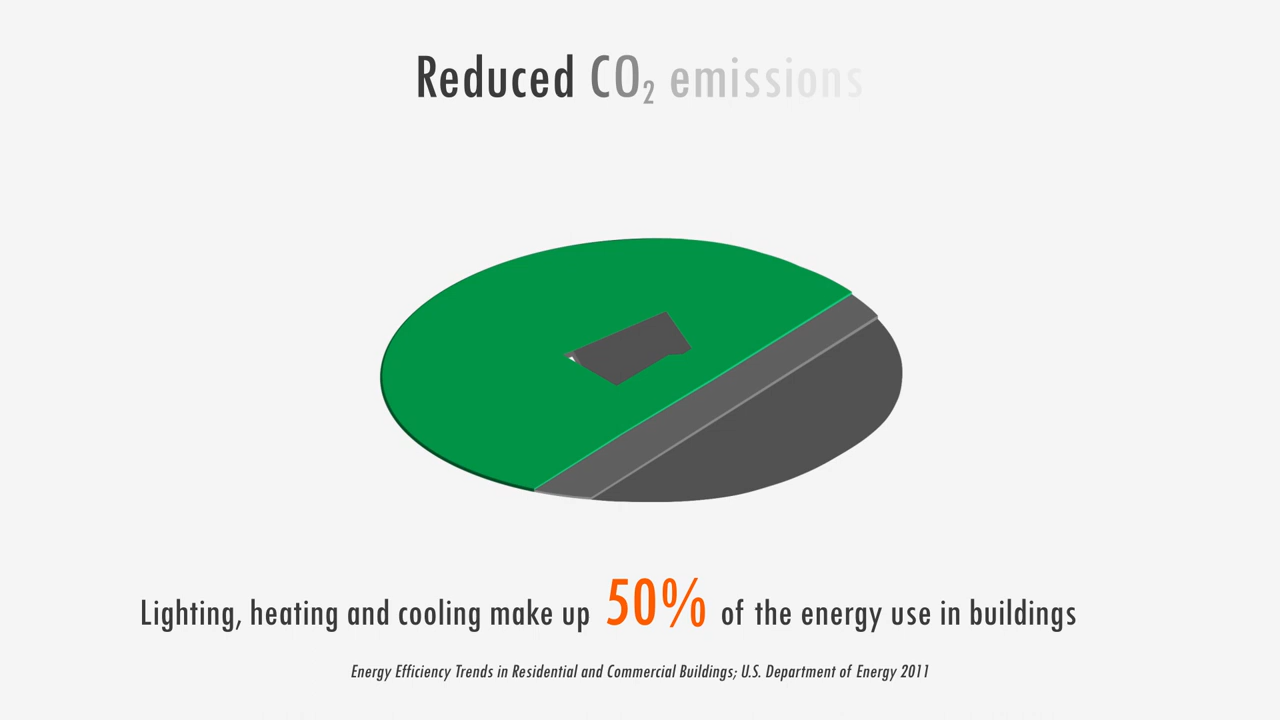 Reduced CO₂ emissions
Lighting, heating and cooling make up 50% of the energy use in buildings
Energy Efficiency Trends in Residential and Commercial Buildings; U.S. Department of Energy 2011